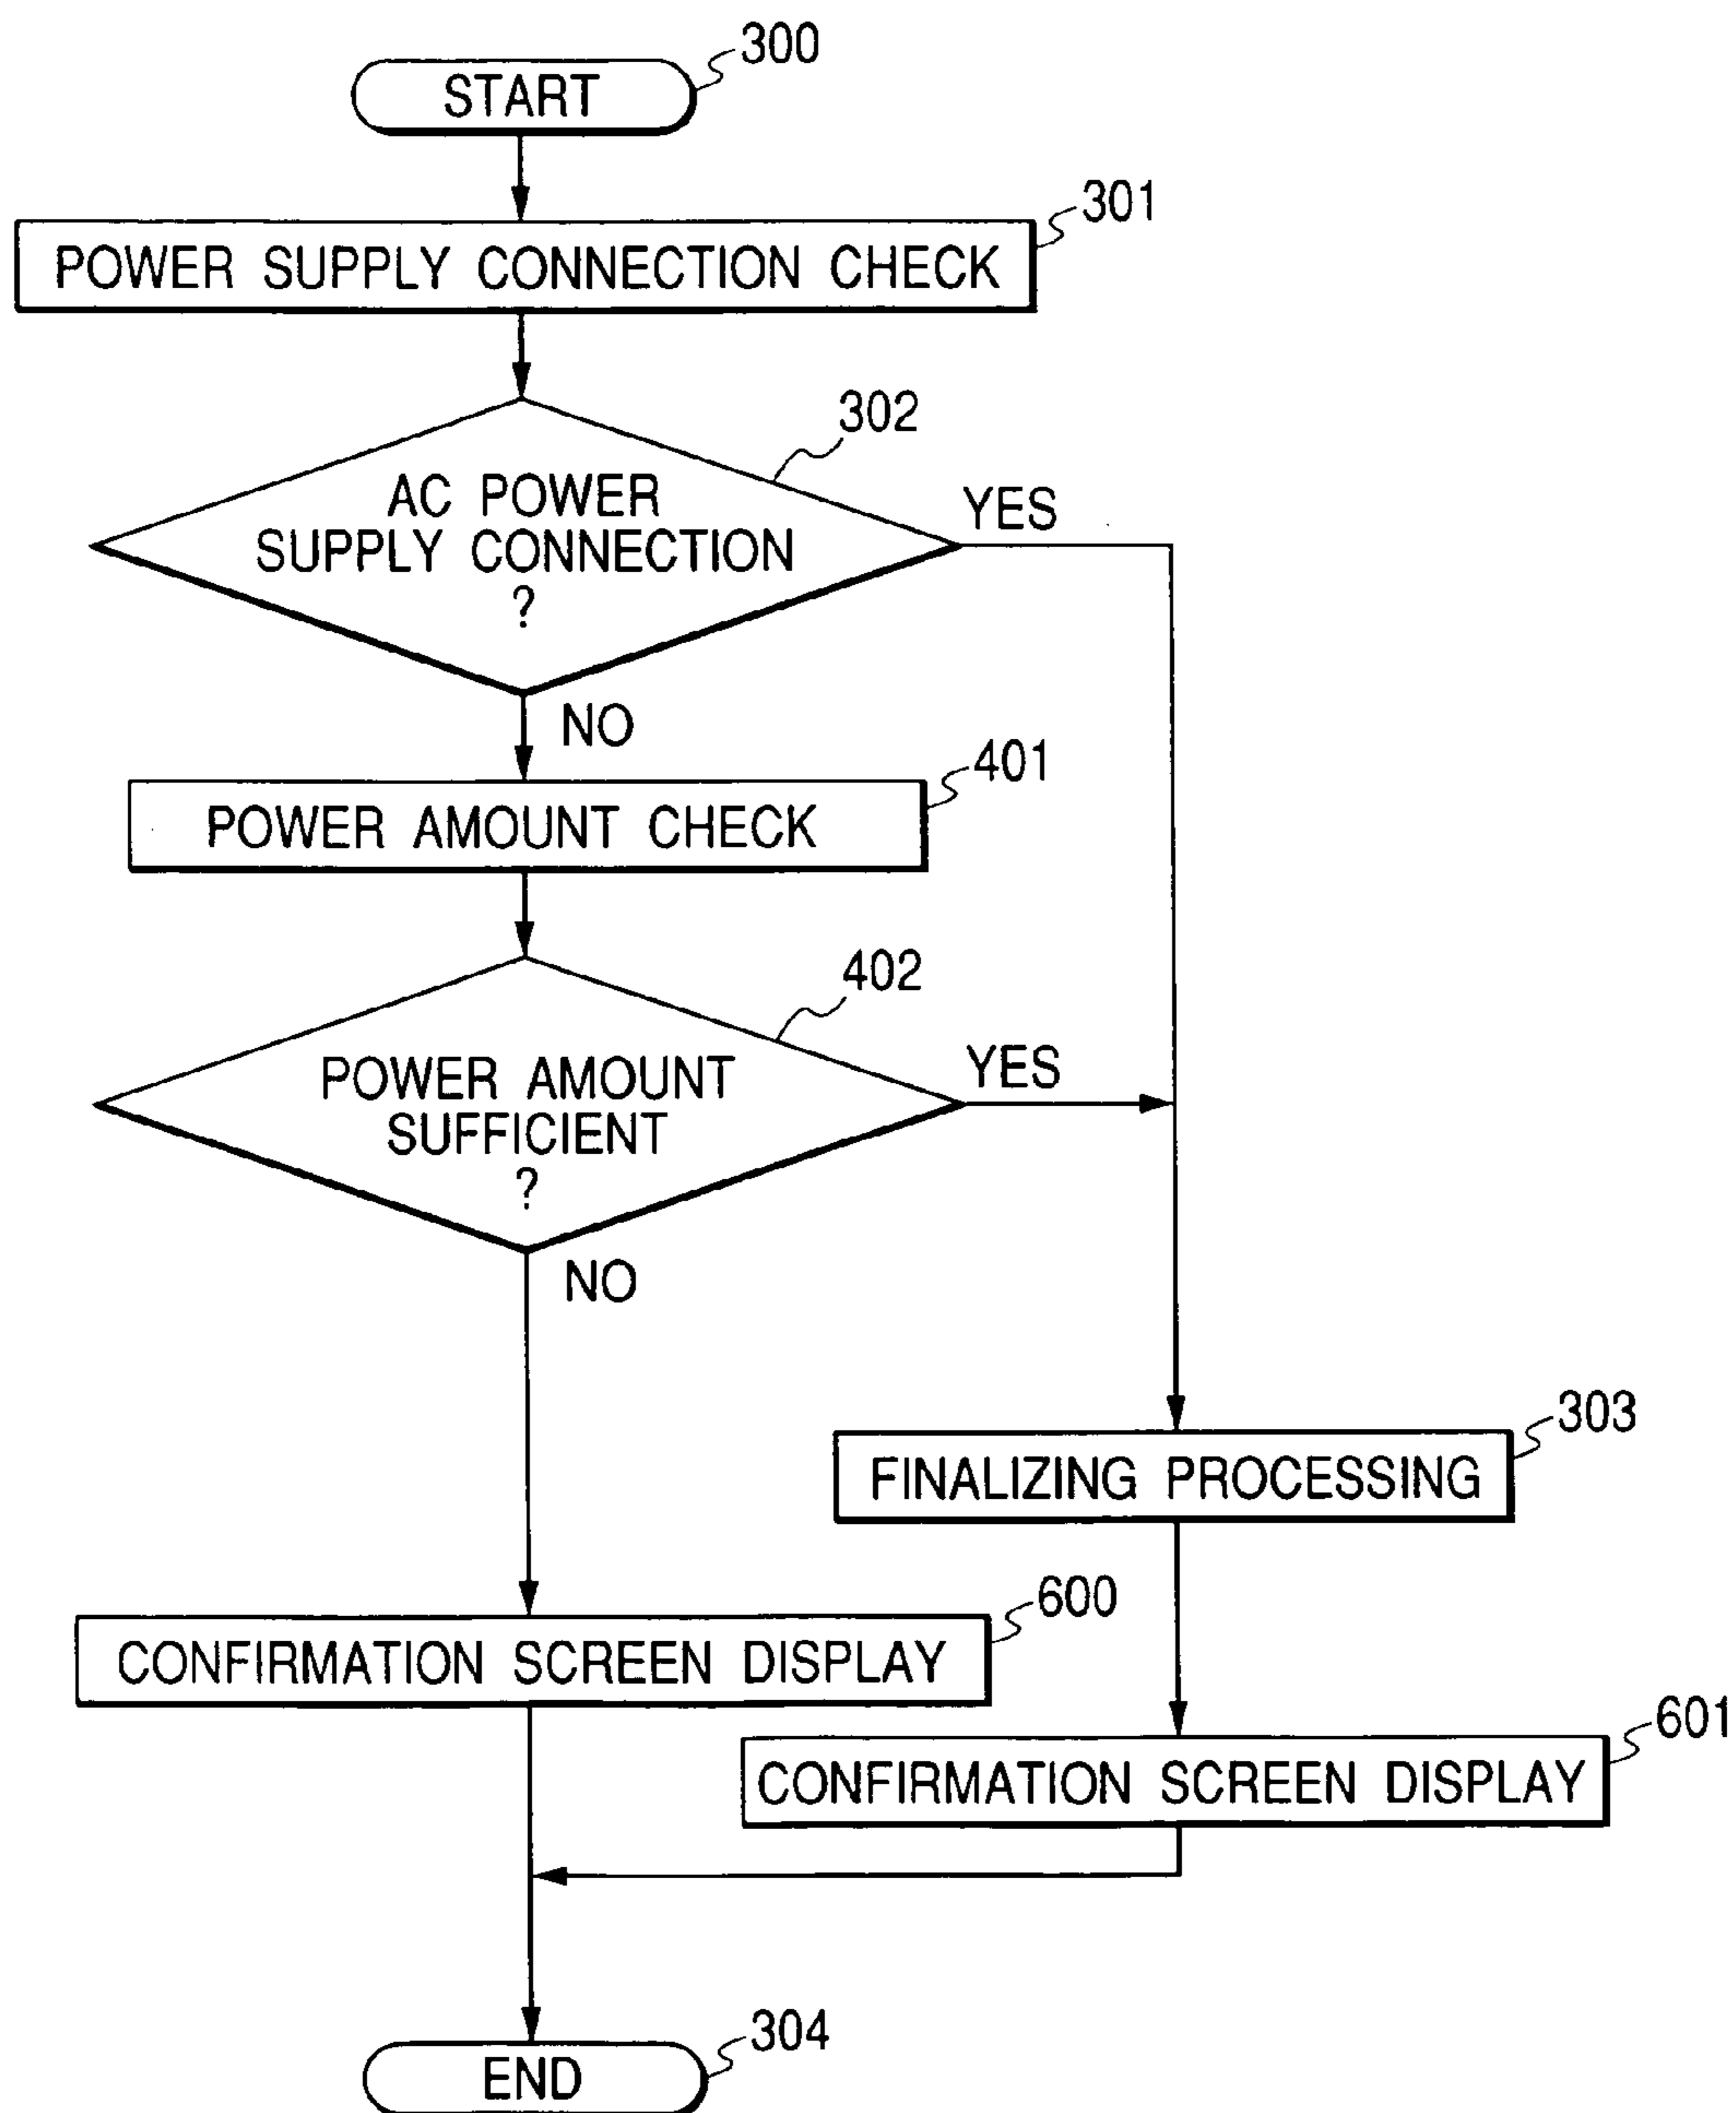 300
START
301
POWER SUPPLY CONNECTION CHECK
302
AC POWER
SUPPLY CONNECTION
?
YES
NO
401
POWER AMOUNT CHECK
402
POWER AMOUNT
SUFFICIENT
?
YES
NO
303
FINALIZING PROCESSING
600
CONFIRMATION SCREEN DISPLAY
601
CONFIRMATION SCREEN DISPLAY
304
END